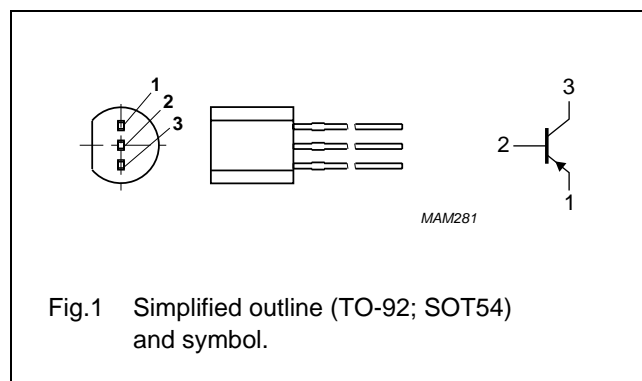 1
2
3
3
2
1
MAM281
Fig.1 Simplified outline (TO-92; SOT54)
and symbol.